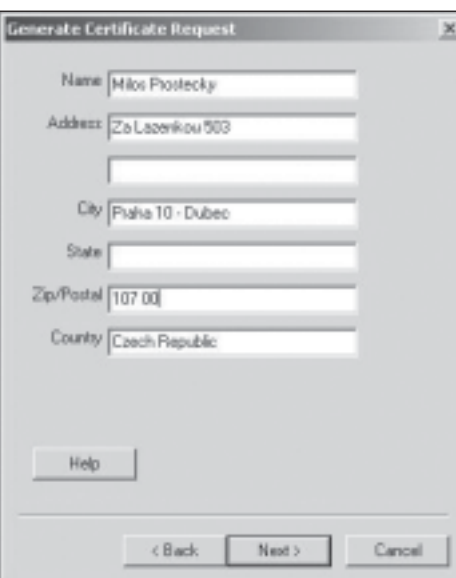 Generate Certificate Request
Name Milos Prostecky
Address Za Lazenkou 503
City Praha 10 - Dubec
State
Zip/Postal 107 00
Country Czech Republic
Help
< Back Next > Cancel